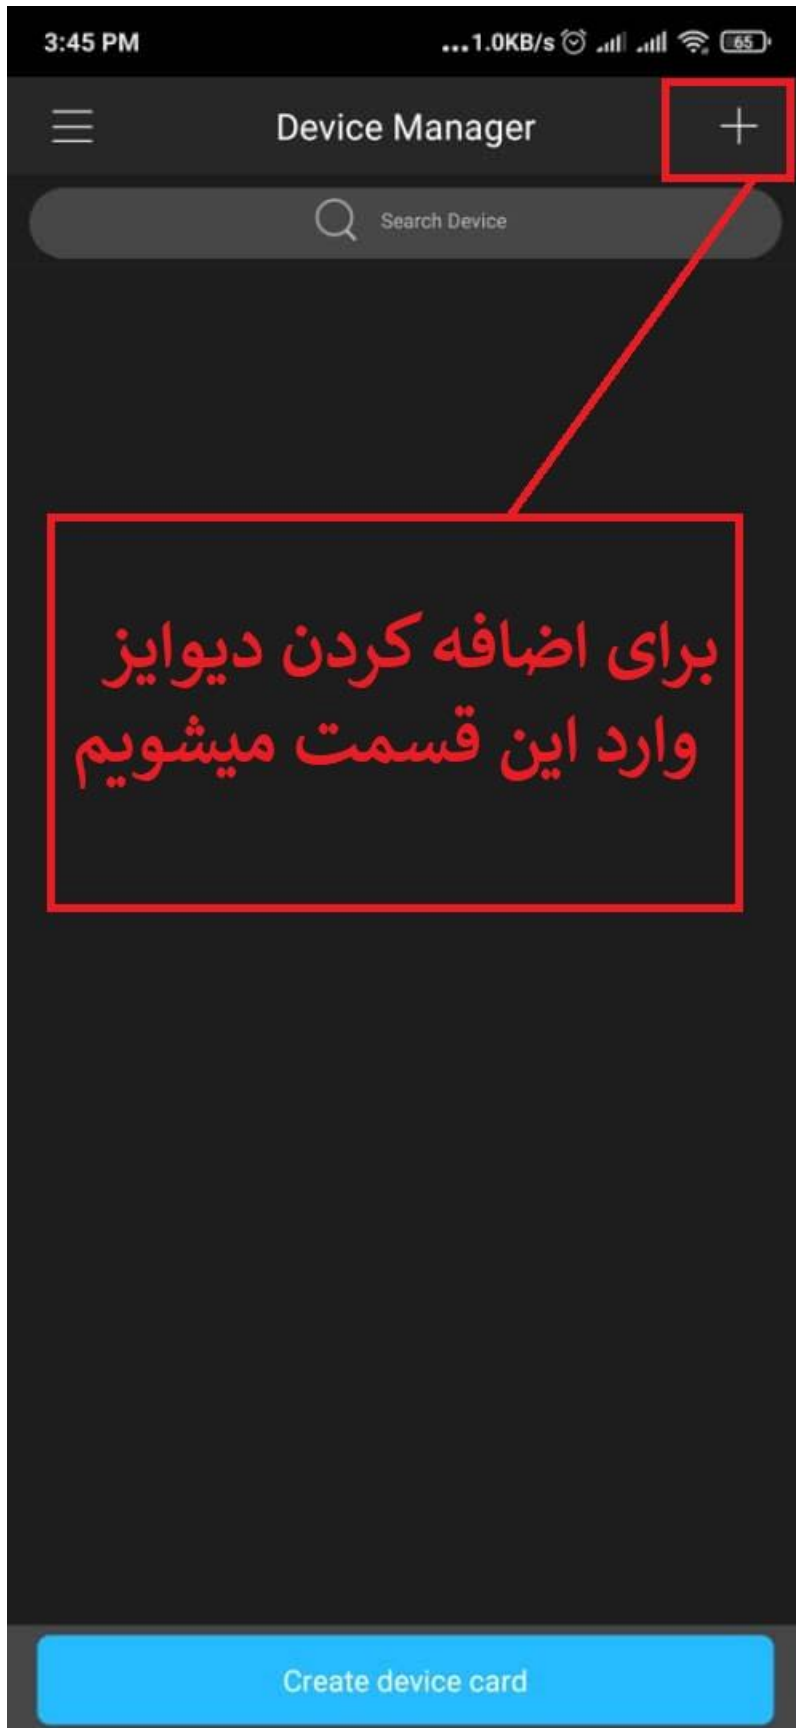 3:45 PM ...1.0KB/s 65
Device Manager
Search Device
برای اضافه کردن دیوایز
وارد این قسمت میشویم
Create device card